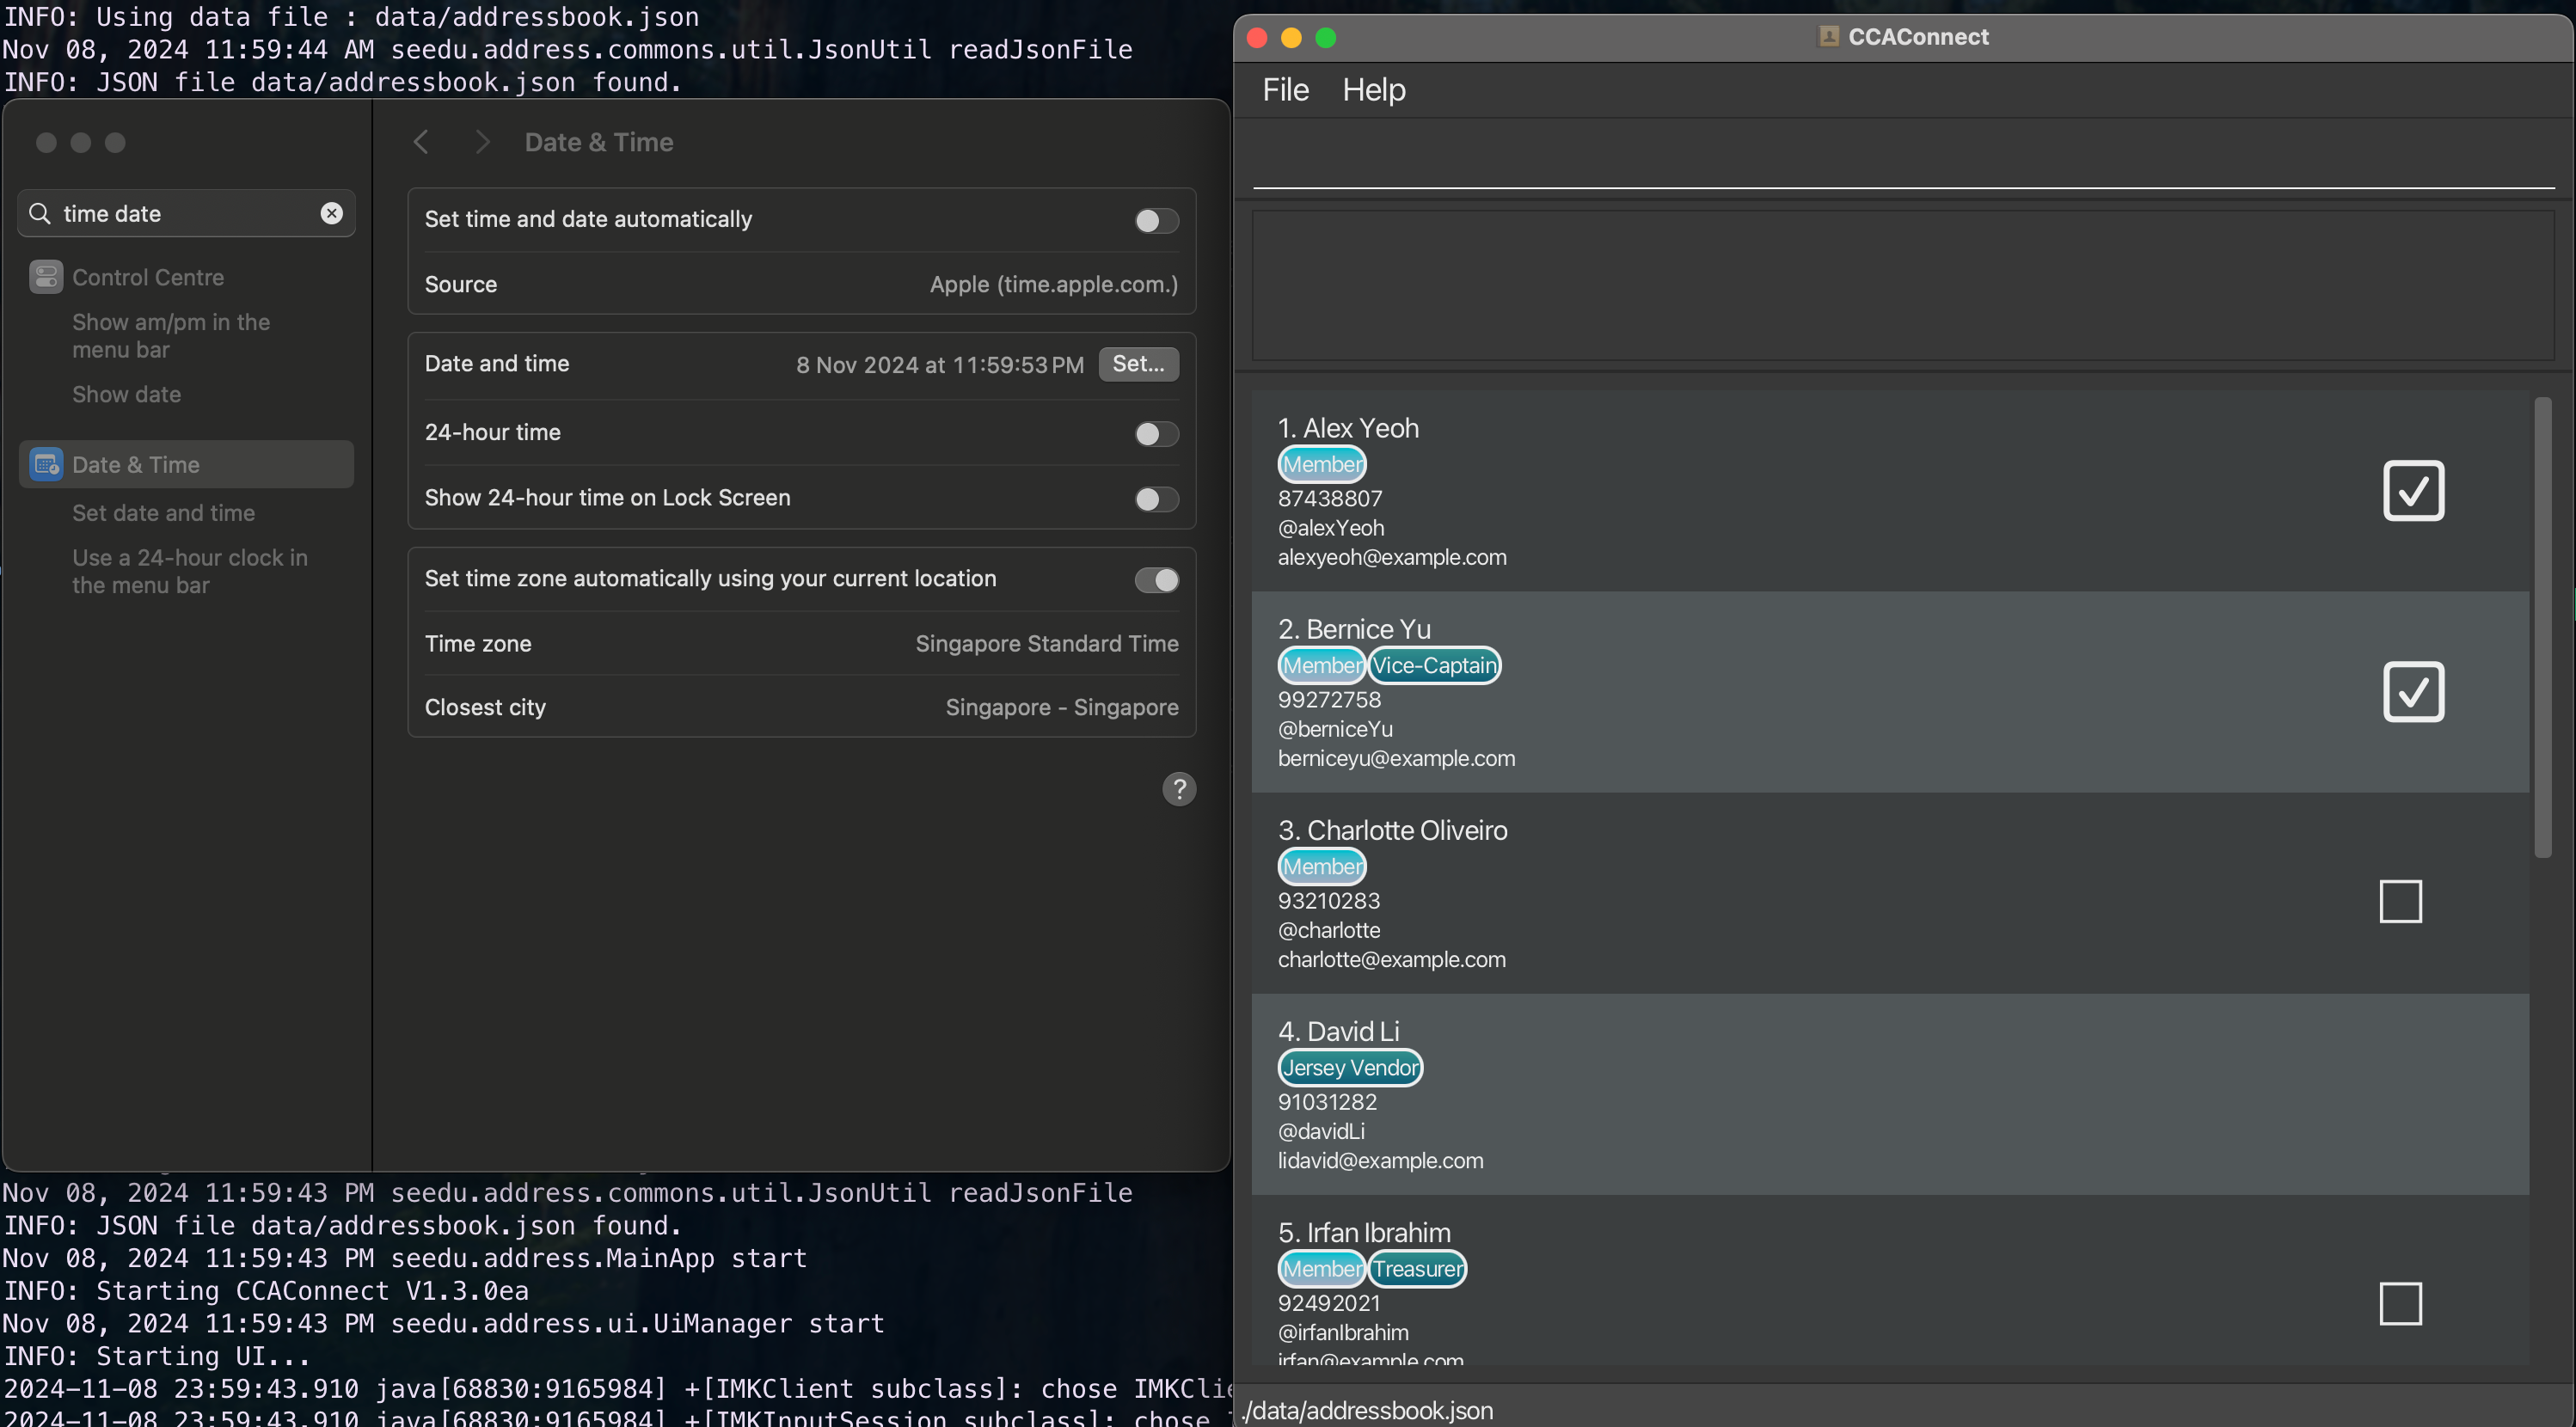 INFO: Using data file : data/addressbook.json
Nov 08, 2024 11:59:44 AM seedu.address.commons.util.JsonUtil readJsonFile
INFO: JSON file data/addressbook.json found.
time date
Control Centre
Show am/pm in the
menu bar
Show date
Date & Time
Set date and time
Use a 24-hour clock in
the menu bar
Date & Time
Set time and date automatically
Source Apple (time.apple.com.)
Date and time 8 Nov 2024 at 11:59:53 PM Set...
24-hour time
Show 24-hour time on Lock Screen
Set time zone automatically using your current location
Time zone Singapore Standard Time
Closest city Singapore - Singapore
?
Nov 08, 2024 11:59:43 PM seedu.address.commons.util.JsonUtil readJsonFile
INFO: JSON file data/addressbook.json found.
Nov 08, 2024 11:59:43 PM seedu.address.MainApp start
INFO: Starting CCAConnect V1.3.0ea
Nov 08, 2024 11:59:43 PM seedu.address.ui.UiManager start
INFO: Starting UI...
2024-11-08 23:59:43.910 java[68830:9165984] +[IMKClient subclass]: chose
2024-11-08 23:59:43.910 java[68830:9165984] +[IMKInputSession subclass]: chose
CCAConnect
File Help
1. Alex Yeoh
Member
87438807
@alexYeoh
alexyeoh@example.com
2. Bernice Yu
Member Vice-Captain
99272758
@berniceYu
berniceyu@example.com
3. Charlotte Oliveiro
Member
93210283
@charlotte
charlotte@example.com
4. David Li
Jersey Vendor
91031282
@davidLi
lidavid@example.com
5. Irfan Ibrahim
Member Treasurer
92492021
@irfanIbrahim
irfan@example.com
./data/addressbook.json